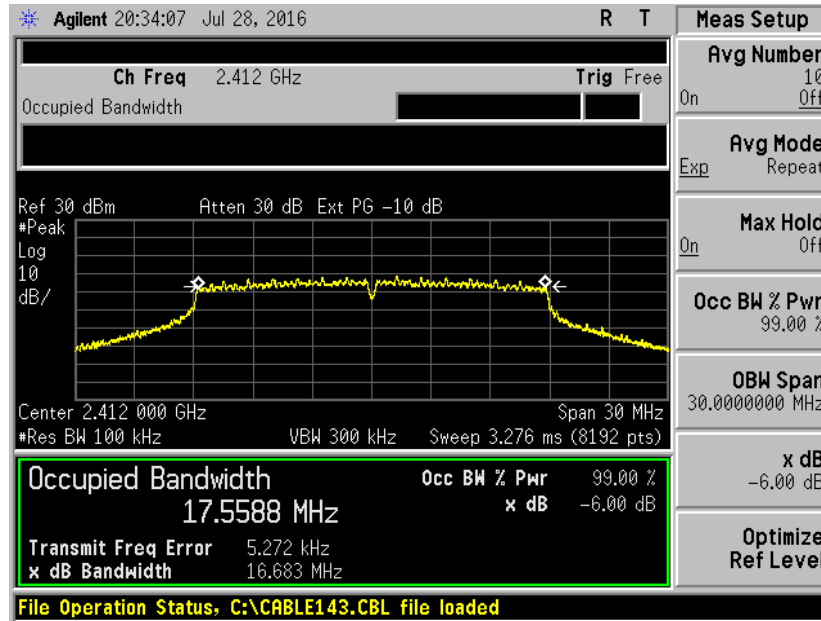 Agilent 20:34:07 Jul 28, 2016 R T
Meas Setup
Ch Freq 2.412 GHz Trig Free
Occupied Bandwidth
Ref 30 dBm Atten 30 dB Ext PG -10 dB
#Peak
Log
10
dB/
Center 2.412 000 GHz Span 30 MHz
#Res BW 100 kHz VBW 300 kHz Sweep 3.276 ms (8192 pts)
Occupied Bandwidth
17.5588 MHz
Occ BW % Pwr 99.00 %
x dB -6.00 dB
Transmit Freq Error 5.272 kHz
x dB Bandwidth 16.683 MHz
File Operation Status, C:\CABLE143.CBL file loaded
Avg Number
10
On Off
Avg Mode
Exp Repeat
Max Hold
On Off
Occ BW % Pwr
99.00 %
OBW Span
30.0000000 MHz
x dB
-6.00 dB
Optimize
Ref Level